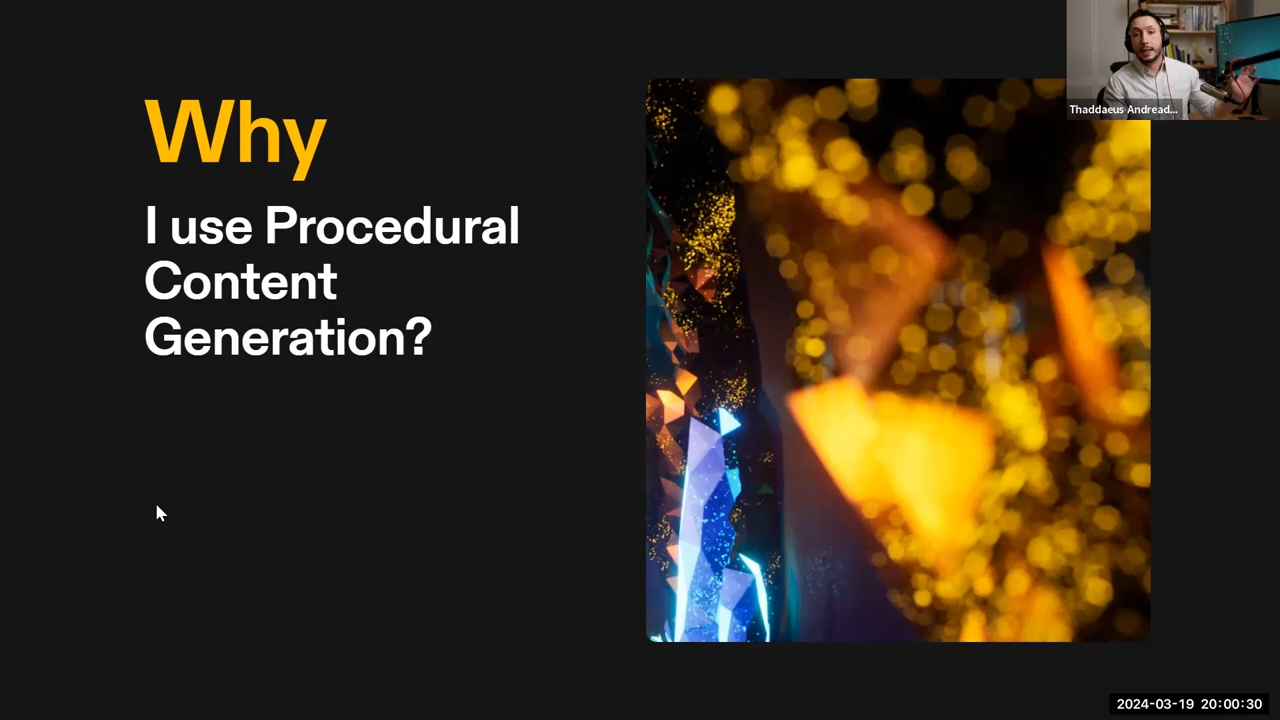 Why
I use Procedural
Content
Generation?
Thaddaeus Andread...
2024-03-19 20:00:30